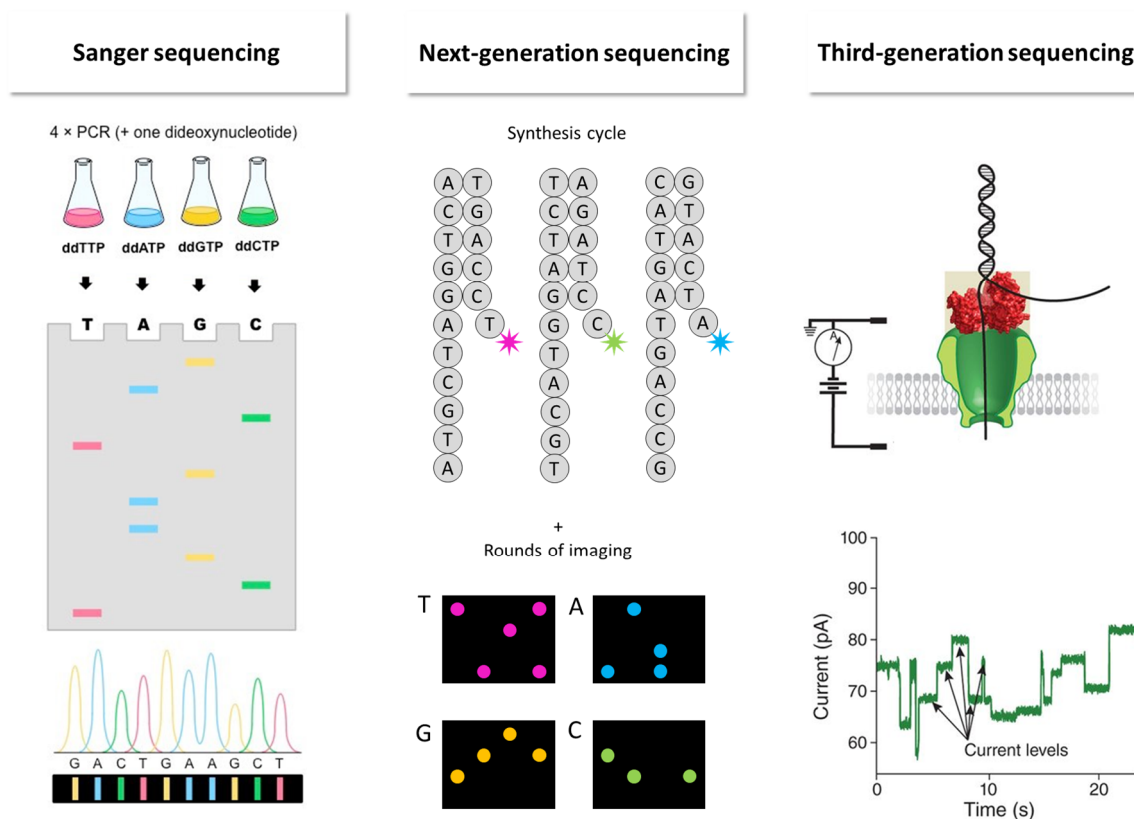 Sanger sequencing
4 × PCR (+ one dideoxynucleotide)
ddTTP ddATP ddGTP ddCTP
T A G C
G A C T G A A G C T
Next-generation sequencing
Synthesis cycle
A T T A C G
C G C G A T
T A T A T A
G C A T G C
G C G C A T
A T G C T A
T T G
C A A
G C C
T G C
A T G
+
Rounds of imaging
T A
G C
Third-generation sequencing
A
100
90
80
70
60
Current (pA)
Current levels
0 10 20
Time (s)